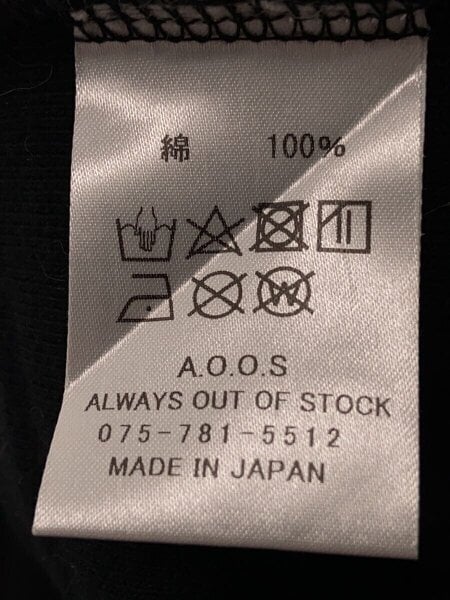 綿 100%
W
A.O.O.S
ALWAYS OUT OF STOCK
075-781-5512
MADE IN JAPAN